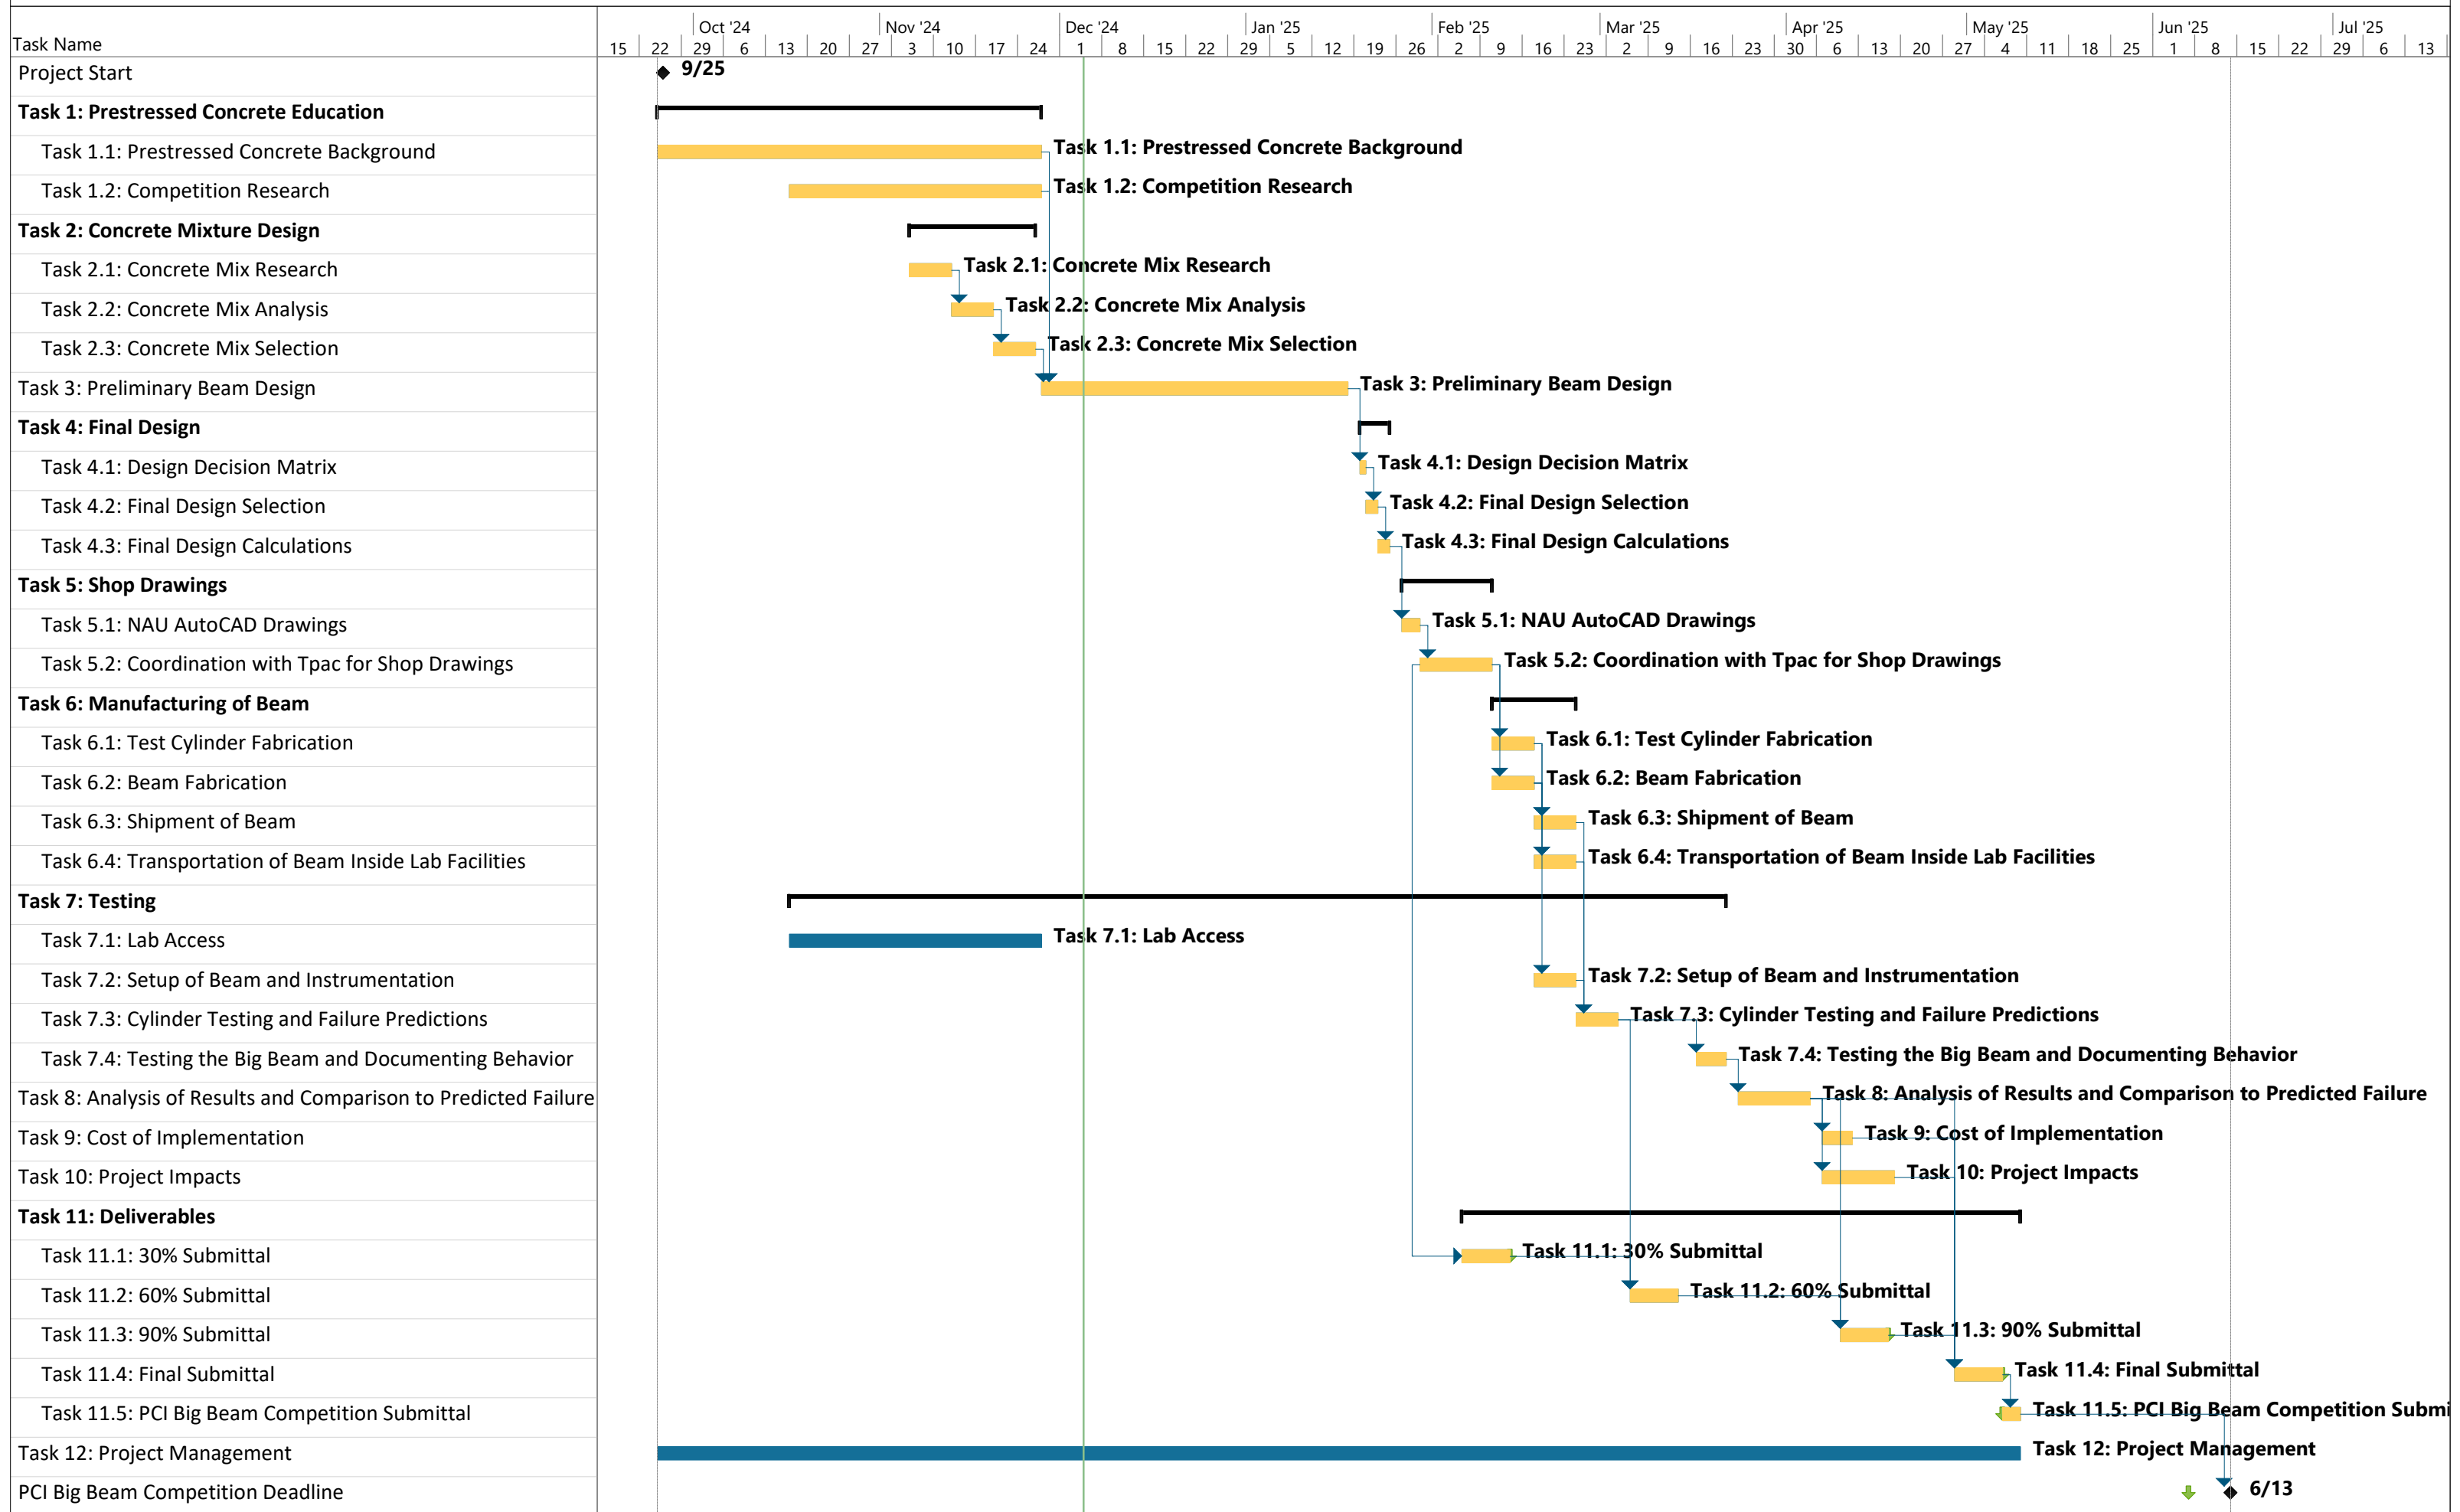 Oct '24 Nov '24 Dec '24 Jan '25 Feb '25 Mar '25 Apr '25 May '25 Jun '25 Jul '25
Task Name 15 22 29 6 13 20 27 3 10 17 24 1 8 15 22 29 5 12 19 26 2 9 16 23 2 9 16 23 30 6 13 20 27 4 11 18 25 1 8 15 22 29 6 13
Project Start 9/25
Task 1: Prestressed Concrete Education
Task 1.1: Prestressed Concrete Background Task 1.1: Prestressed Concrete Background
Task 1.2: Competition Research Task 1.2: Competition Research
Task 2: Concrete Mixture Design
Task 2.1: Concrete Mix Research Task 2.1: Concrete Mix Research
Task 2.2: Concrete Mix Analysis Task 2.2: Concrete Mix Analysis
Task 2.3: Concrete Mix Selection Task 2.3: Concrete Mix Selection
Task 3: Preliminary Beam Design Task 3: Preliminary Beam Design
Task 4: Final Design
Task 4.1: Design Decision Matrix Task 4.1: Design Decision Matrix
Task 4.2: Final Design Selection Task 4.2: Final Design Selection
Task 4.3: Final Design Calculations Task 4.3: Final Design Calculations
Task 5: Shop Drawings
Task 5.1: NAU AutoCAD Drawings Task 5.1: NAU AutoCAD Drawings
Task 5.2: Coordination with Tpac for Shop Drawings Task 5.2: Coordination with Tpac for Shop Drawings
Task 6: Manufacturing of Beam
Task 6.1: Test Cylinder Fabrication Task 6.1: Test Cylinder Fabrication
Task 6.2: Beam Fabrication Task 6.2: Beam Fabrication
Task 6.3: Shipment of Beam Task 6.3: Shipment of Beam
Task 6.4: Transportation of Beam Inside Lab Facilities Task 6.4: Transportation of Beam Inside Lab Facilities
Task 7: Testing
Task 7.1: Lab Access Task 7.1: Lab Access
Task 7.2: Setup of Beam and Instrumentation Task 7.2: Setup of Beam and Instrumentation
Task 7.3: Cylinder Testing and Failure Predictions Task 7.3: Cylinder Testing and Failure Predictions
Task 7.4: Testing the Big Beam and Documenting Behavior Task 7.4: Testing the Big Beam and Documenting Behavior
Task 8: Analysis of Results and Comparison to Predicted Failure Task 8: Analysis of Results and Comparison to Predicted Failure
Task 9: Cost of Implementation Task 9: Cost of Implementation
Task 10: Project Impacts Task 10: Project Impacts
Task 11: Deliverables
Task 11.1: 30% Submittal Task 11.1: 30% Submittal
Task 11.2: 60% Submittal Task 11.2: 60% Submittal
Task 11.3: 90% Submittal Task 11.3: 90% Submittal
Task 11.4: Final Submittal Task 11.4: Final Submittal
Task 11.5: PCI Big Beam Competition Submittal Task 11.5: PCI Big Beam Competition Submi
Task 12: Project Management Task 12: Project Management
PCI Big Beam Competition Deadline 6/13